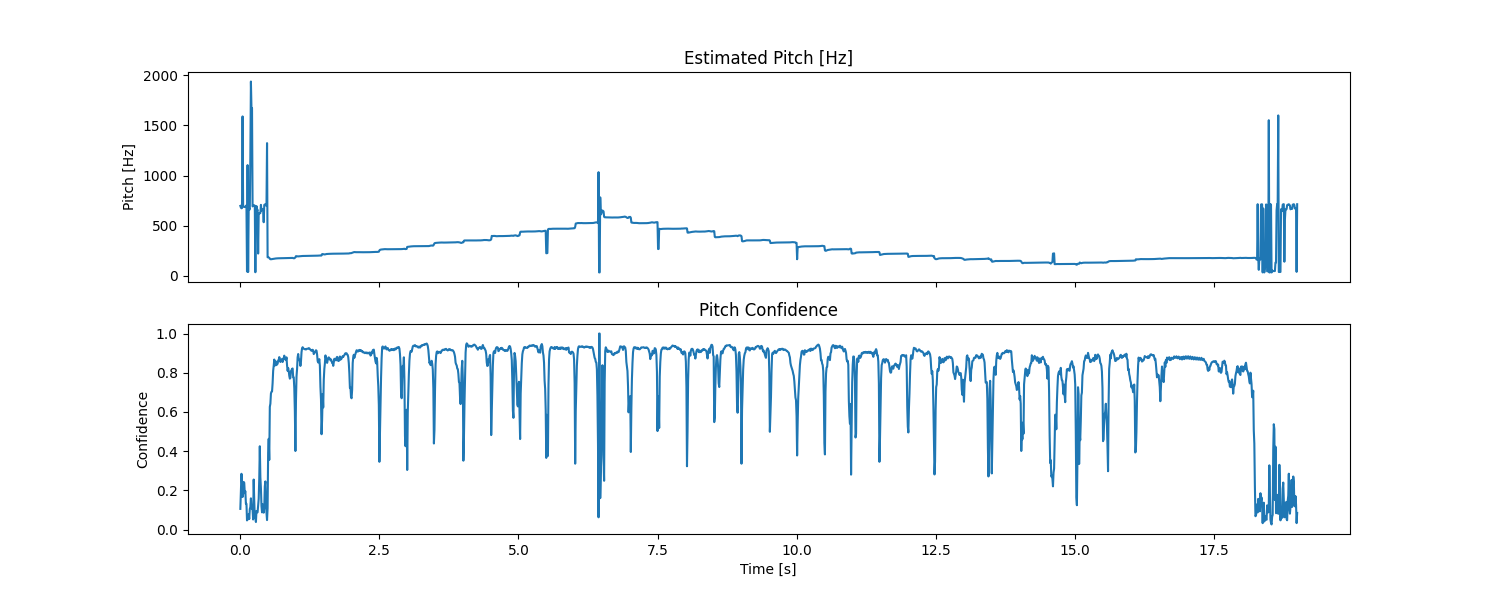 Estimated Pitch [Hz]
2000
1500
1000
500
0
Pitch [Hz]
Pitch Confidence
1.0
0.8
0.6
0.4
0.2
0.0
Confidence
0.0 2.5 5.0 7.5 10.0 12.5 15.0 17.5
Time [s]